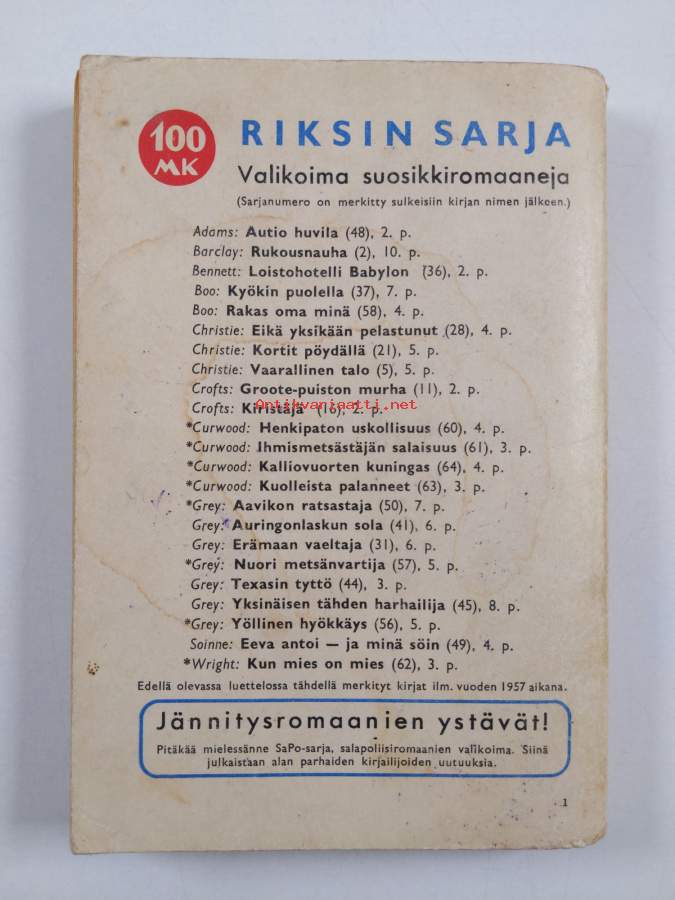 100
MK
RIKSIN SARJA
Valikoima suosikkiromaaneja
(Sarjanumero on merkitty sulkeisiin kirjan nimen jälkeen.)
Adams: Autio huvila (48), 2. p.
Barclay: Rukousnauha (2), 10. p.
Bennett: Loistohotelli Babylon (36), 2. p.
Boo: Kyökin puolella (37), 7. p.
Boo: Rakas oma minä (58), 4. p.
Christie: Eikä yksikään pelastunut (28), 4. p.
Christie: Kortit pöydällä (21), 5. p.
Christie: Vaarallinen talo (5), 5. p.
Crofts: Groote-puiston murha (11), 2. p.
Crofts: Kiristäjä (16), 2. p.
Antikvariaatti.net
*Curwood: Henkipaton uskollisuus (60), 4. p.
*Curwood: Ihmismetsästäjän salaisuus (61), 3. p.
*Curwood: Kalliovuorten kuningas (64), 4. p.
*Curwood: Kuolleista palanneet (63), 3. p.
*Grey: Aavikon ratsastaja (50), 7. p.
Grey: Auringonlaskun sola (41), 6. p.
Grey: Erämaan vaeltaja (31), 6. p.
*Grey: Nuori metsänvartija (57), 5. p.
Grey: Texasin tyttö (44), 3. p.
Grey: Yksinäisen tähden harhailija (45), 8. p.
*Grey: Yöllinen hyökkäys (56), 5. p.
Soinne: Eeva antoi — ja minä söin (49), 4. p.
*Wright: Kun mies on mies (62), 3. p.
Edellä olevassa luettelossa tähdellä merkityt kirjat ilm. vuoden 1957 aikana.
Jännitysromaanien ystävät!
Pitäkää mielessänne SaPo-sarja, salapoliisiromaanien valikoima. Siinä
julkaistaan alan parhaiden kirjailijoiden uutuuksia.
1